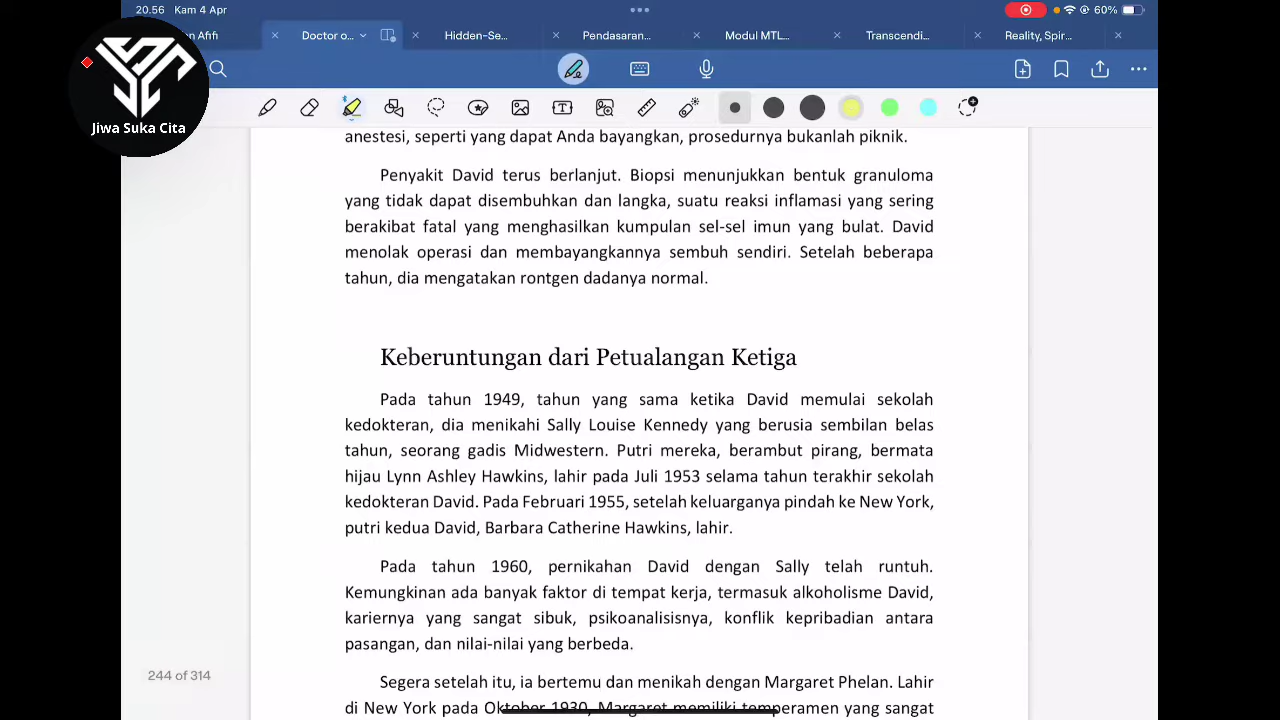 20.56 Kam 4 Apr
60%
n Afifi
Doctor o...
Hidden-Se...
Pendasaran...
Modul MTL...
Transcendi...
Reality, Spir...
Jiwa Suka Cita
anestesi, seperti yang dapat Anda bayangkan, prosedurnya bukanlah piknik.
Penyakit David terus berlanjut. Biopsi menunjukkan bentuk granuloma
yang tidak dapat disembuhkan dan langka, suatu reaksi inflamasi yang sering
berakibat fatal yang menghasilkan kumpulan sel-sel imun yang bulat. David
menolak operasi dan membayangkannya sembuh sendiri. Setelah beberapa
tahun, dia mengatakan rontgen dadanya normal.
Keberuntungan dari Petualangan Ketiga
Pada tahun 1949, tahun yang sama ketika David memulai sekolah
kedokteran, dia menikahi Sally Louise Kennedy yang berusia sembilan belas
tahun, seorang gadis Midwestern. Putri mereka, berambut pirang, bermata
hijau Lynn Ashley Hawkins, lahir pada Juli 1953 selama tahun terakhir sekolah
kedokteran David. Pada Februari 1955, setelah keluarganya pindah ke New York,
putri kedua David, Barbara Catherine Hawkins, lahir.
Pada tahun 1960, pernikahan David dengan Sally telah runtuh.
Kemungkinan ada banyak faktor di tempat kerja, termasuk alkoholisme David,
kariernya yang sangat sibuk, psikoanalisisnya, konflik kepribadian antara
pasangan, dan nilai-nilai yang berbeda.
244 of 314
Segera setelah itu, ia bertemu dan menikah dengan Margaret Phelan. Lahir
di New York pada Oktober 1930, Margaret memiliki temperamen yang sangat